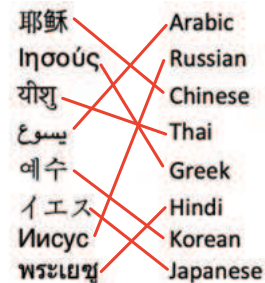 耶稣 Arabic
Ιησούς Russian
यीशु Chinese
يسوع Thai
예수 Greek
イエス Hindi
Иисус Korean
พระเยซู Japanese